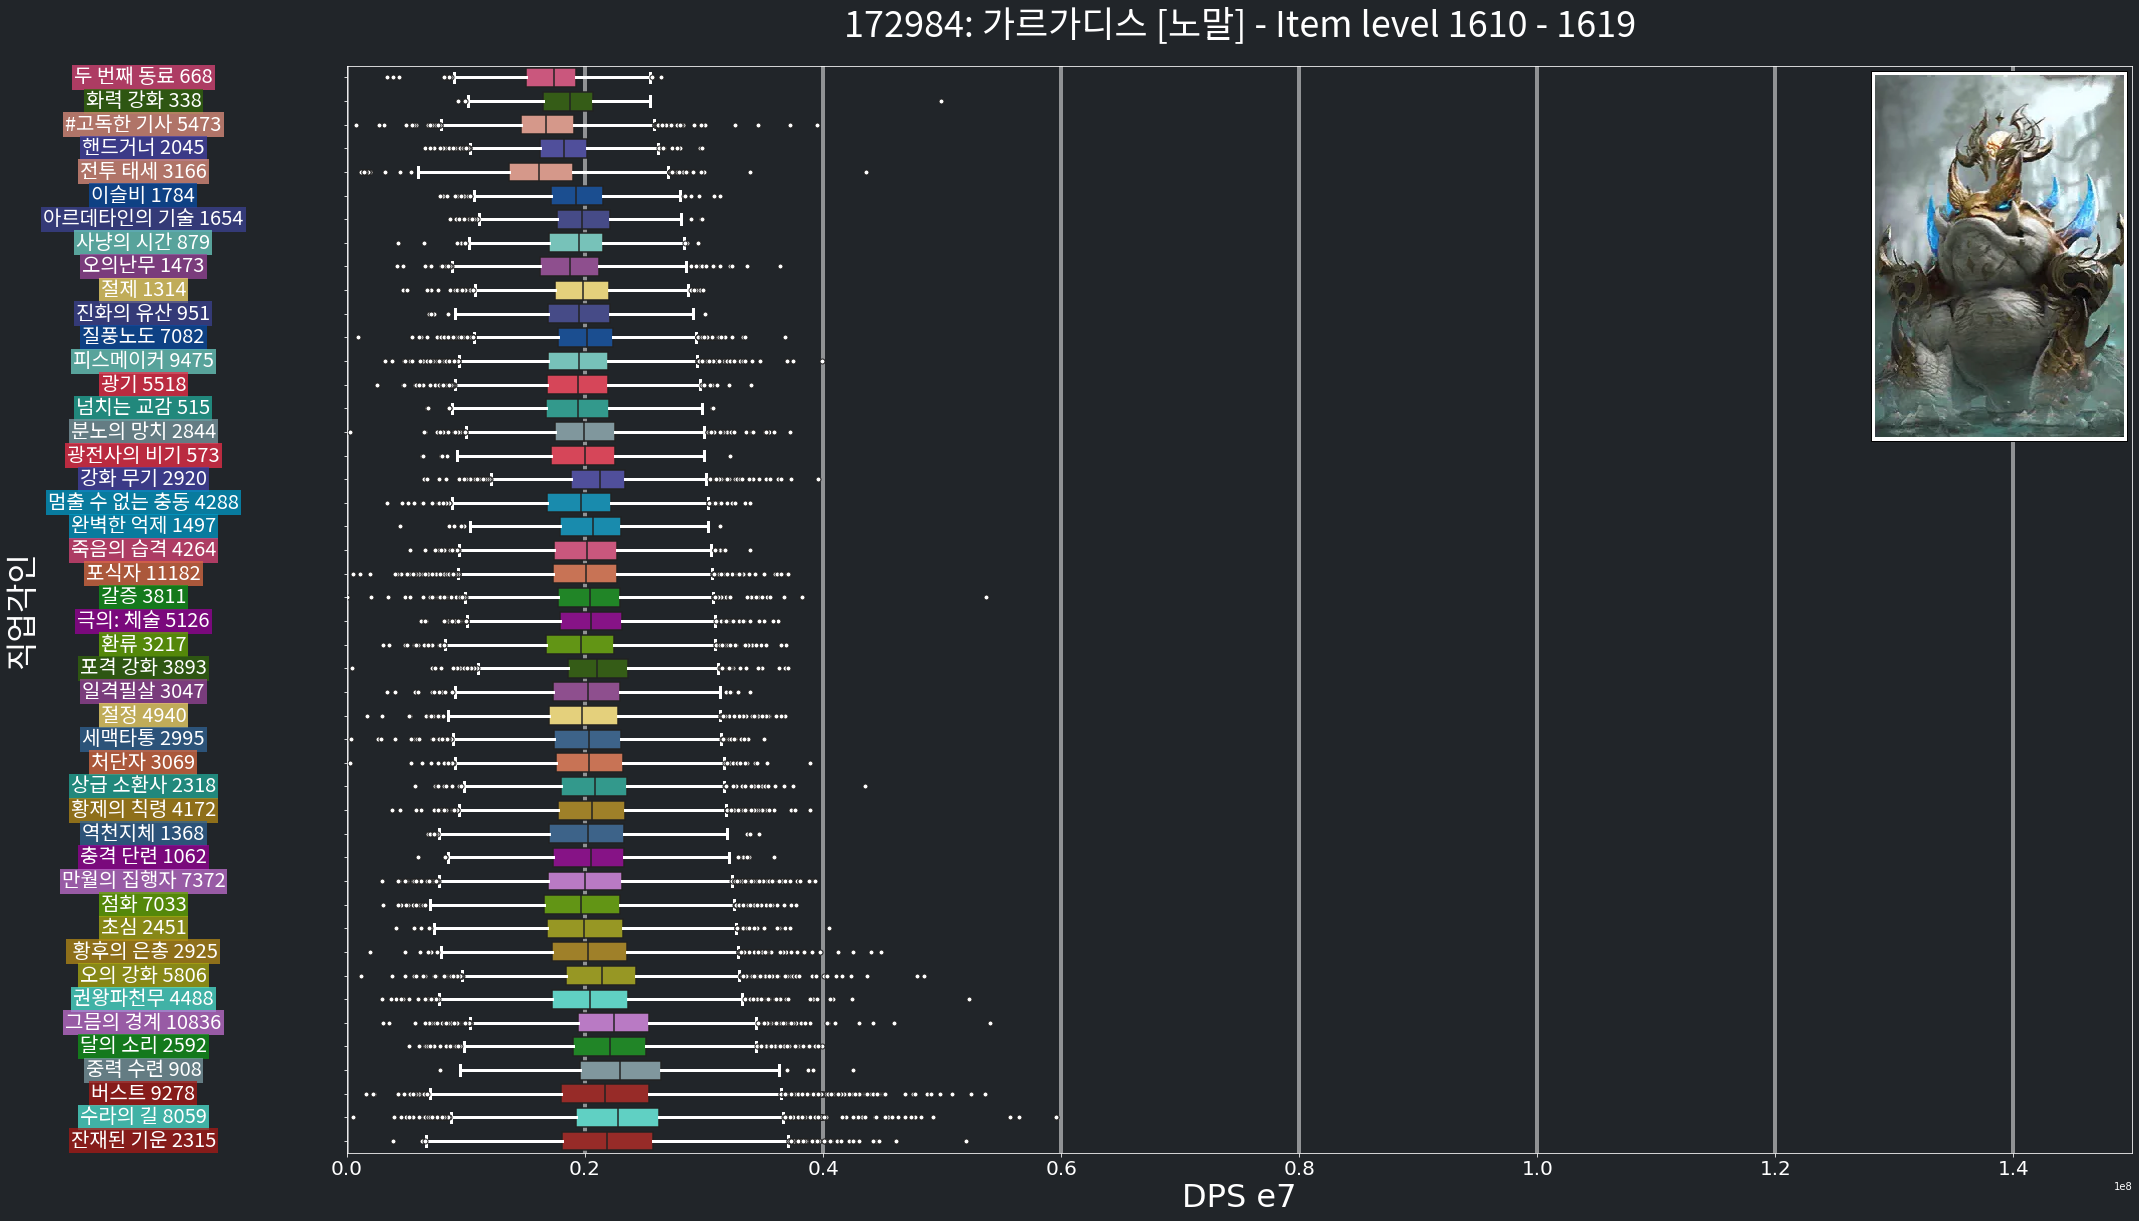 172984: 가르가디스 [노말] - Item level 1610 - 1619
두 번째 동료 668
화력 강화 338
#고독한 기사 5473
핸드거너 2045
전투 태세 3166
이슬비 1784
아르데타인의 기술 1654
사냥의 시간 879
오의난무 1473
절제 1314
진화의 유산 951
질풍노도 7082
피스메이커 9475
광기 5518
넘치는 교감 515
분노의 망치 2844
광전사의 비기 573
강화 무기 2920
멈출 수 없는 충동 4288
완벽한 억제 1497
죽음의 습격 4264
포식자 11182
갈증 3811
극의: 체술 5126
환류 3217
포격 강화 3893
일격필살 3047
절정 4940
세맥타통 2995
처단자 3069
상급 소환사 2318
황제의 칙령 4172
역천지체 1368
충격 단련 1062
만월의 집행자 7372
점화 7033
초심 2451
황후의 은총 2925
오의 강화 5806
권왕파천무 4488
그믐의 경계 10836
달의 소리 2592
중력 수련 908
버스트 9278
수라의 길 8059
잔재된 기운 2315
직업각인
0.0 0.2 0.4 0.6 0.8 1.0 1.2 1.4
1e8
DPS e7